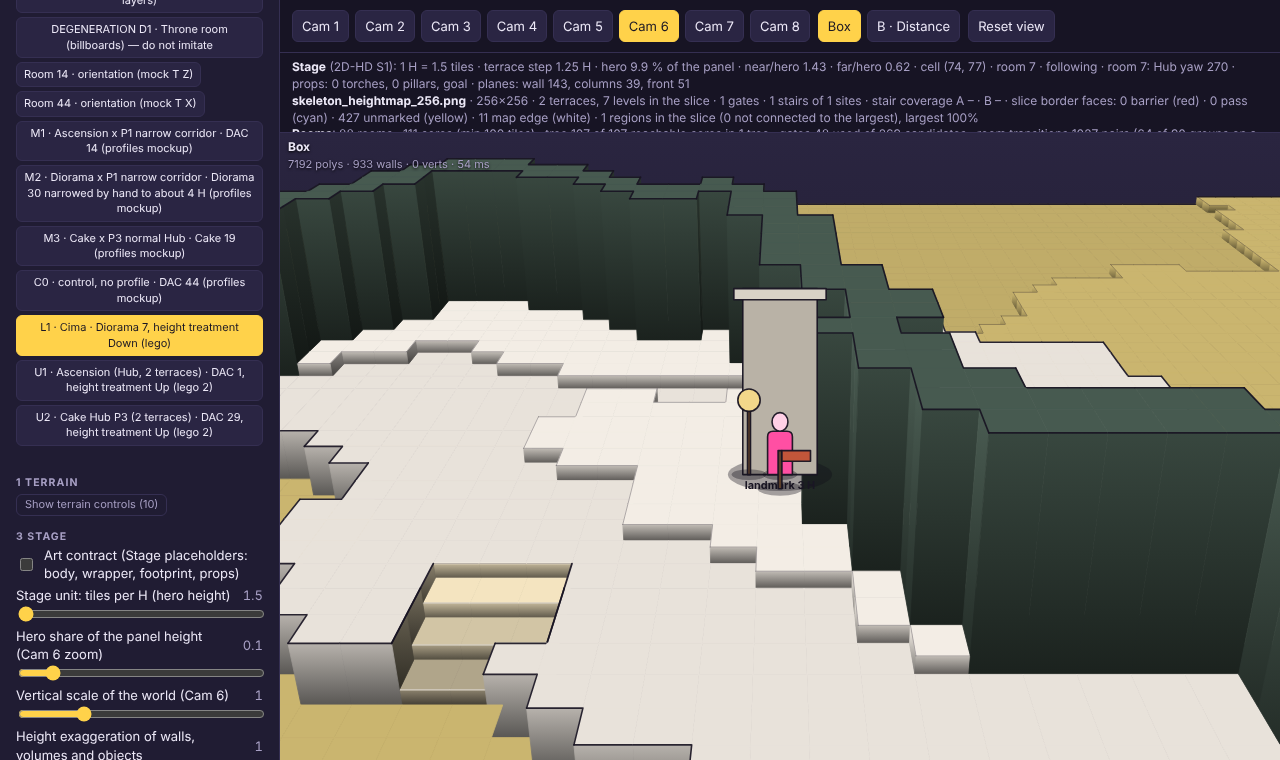 layers)
DEGENERATION D1 · Throne room
(billboards) — do not imitate
Room 14 · orientation (mock T Z)
Room 44 · orientation (mock T X)
M1 · Ascension x P1 narrow corridor · DAC
14 (profiles mockup)
M2 · Diorama x P1 narrow corridor · Diorama
30 narrowed by hand to about 4 H (profiles
mockup)
M3 · Cake x P3 normal Hub · Cake 19
(profiles mockup)
C0 · control, no profile · DAC 44 (profiles
mockup)
L1 · Cima · Diorama 7, height treatment
Down (lego)
U1 · Ascension (Hub, 2 terraces) · DAC 1,
height treatment Up (lego 2)
U2 · Cake Hub P3 (2 terraces) · DAC 29,
height treatment Up (lego 2)
1 TERRAIN
Show terrain controls (10)
3 STAGE
Art contract (Stage placeholders:
body, wrapper, footprint, props)
Stage unit: tiles per H (hero height) 1.5
Hero share of the panel height
(Cam 6 zoom) 0.1
Vertical scale of the world (Cam 6) 1
Height exaggeration of walls,
volumes and objects 1
Cam 1 Cam 2 Cam 3 Cam 4 Cam 5 Cam 6 Cam 7 Cam 8 Box B · Distance Reset view
Stage (2D-HD S1): 1 H = 1.5 tiles · terrace step 1.25 H · hero 9.9 % of the panel · near/hero 1.43 · far/hero 0.62 · cell (74, 77) · room 7 · following · room 7: Hub yaw 270 ·
props: 0 torches, 0 pillars, goal · planes: wall 143, columns 39, front 51
skeleton_heightmap_256.png · 256×256 · 2 terraces, 7 levels in the slice · 1 gates · 1 stairs of 1 sites · stair coverage A – · B – · slice border faces: 0 barrier (red) · 0 pass
(cyan) · 427 unmarked (yellow) · 11 map edge (white) · 1 regions in the slice (0 not connected to the largest), largest 100%
Box
7192 polys · 933 walls · 0 verts · 54 ms
landmark